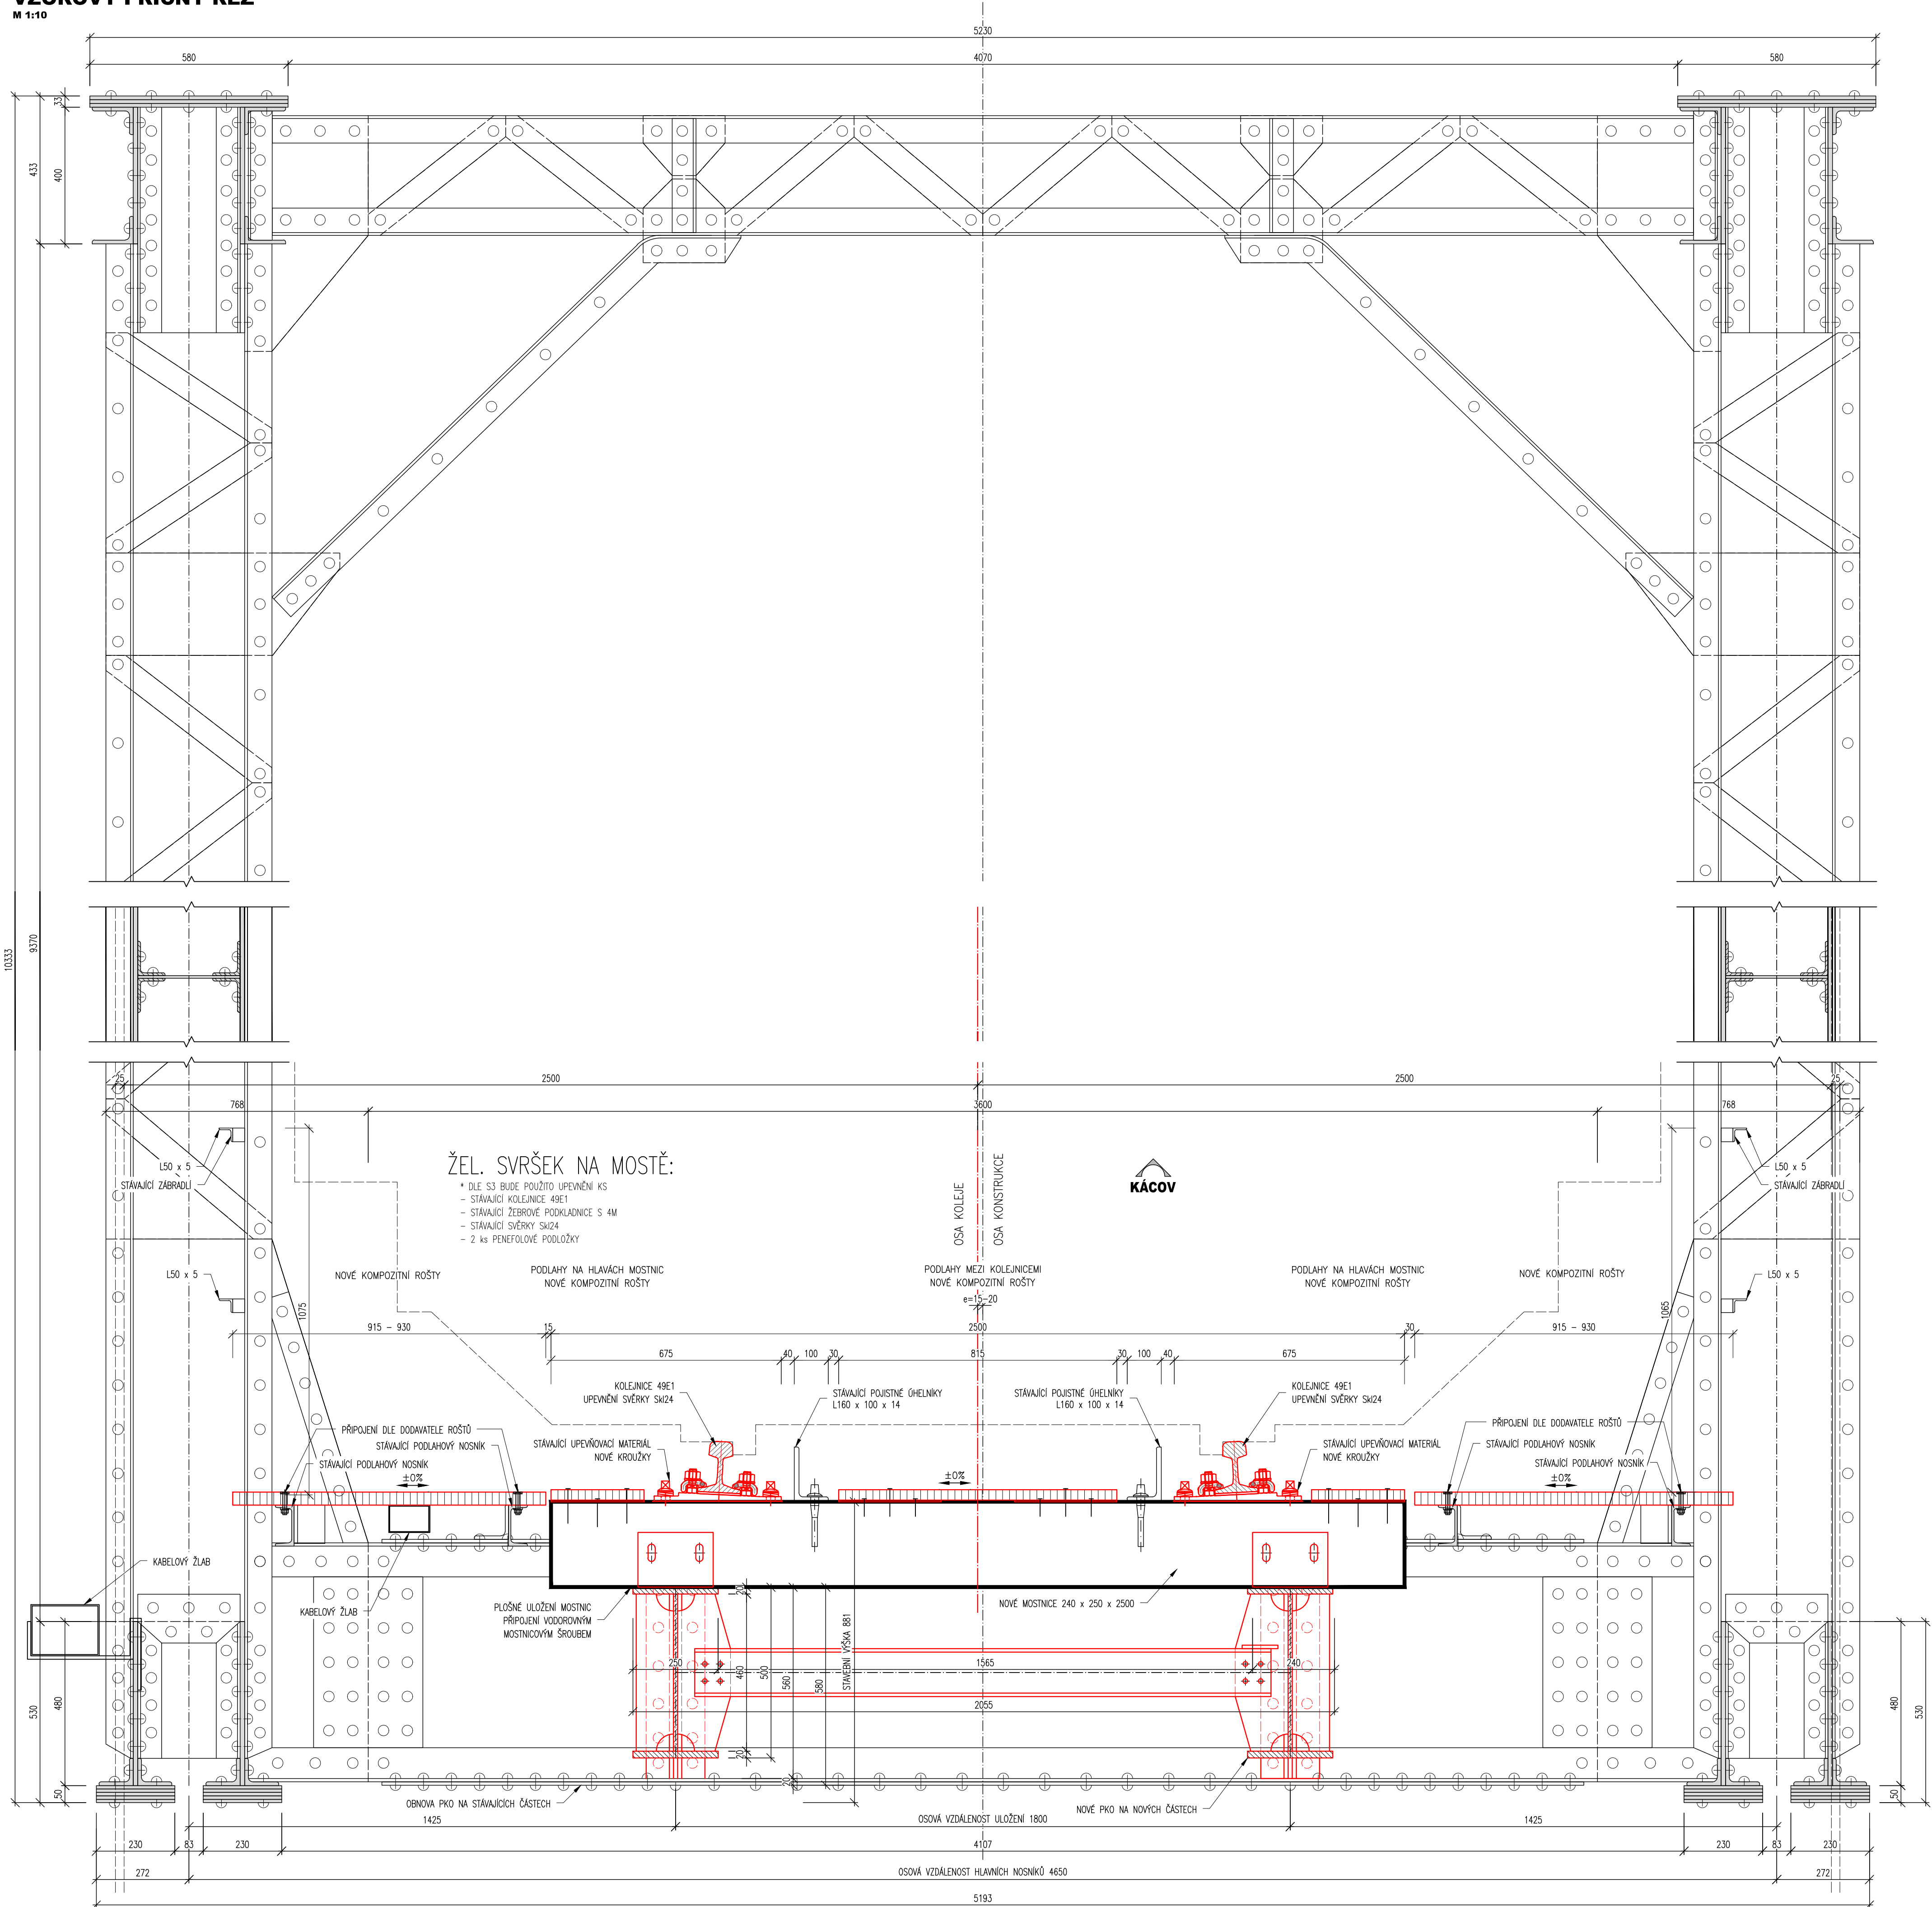 M 1:10
5230
580
4070
580
33
433
400
10333
9370
25
2500
2500
25
768
3600
768
L50 x 5
STÁVAJÍCÍ ZÁBRADLÍ
ŽEL. SVRŠEK NA MOSTĚ:
* DLE S3 BUDE POUŽITO UPEVNĚNÍ KS
- STÁVAJÍCÍ KOLEJNICE 49E1
- STÁVAJÍCÍ ŽEBROVÉ PODKLADNICE S 4M
- STÁVAJÍCÍ SVĚRKY Skl24
- 2 ks PENEFOLOVÉ PODLOŽKY
OSA KOLEJE
OSA KONSTRUKCE
KÁCOV
L50 x 5
STÁVAJÍCÍ ZÁBRADLÍ
L50 x 5
NOVÉ KOMPOZITNÍ ROŠTY
PODLAHY NA HLAVÁCH MOSTNIC
NOVÉ KOMPOZITNÍ ROŠTY
PODLAHY MEZI KOLEJNICEMI
NOVÉ KOMPOZITNÍ ROŠTY
PODLAHY NA HLAVÁCH MOSTNIC
NOVÉ KOMPOZITNÍ ROŠTY
NOVÉ KOMPOZITNÍ ROŠTY
L50 x 5
e=15-20
1075
1065
915 - 930
15
2500
30
915 - 930
675
40
100
30
815
30
100
40
675
KOLEJNICE 49E1
UPEVNĚNÍ SVĚRKY Skl24
STÁVAJÍCÍ POJISTNÉ ÚHELNÍKY
L160 x 100 x 14
STÁVAJÍCÍ POJISTNÉ ÚHELNÍKY
L160 x 100 x 14
KOLEJNICE 49E1
UPEVNĚNÍ SVĚRKY Skl24
PŘIPOJENÍ DLE DODAVATELE ROŠTŮ
STÁVAJÍCÍ PODLAHOVÝ NOSNÍK
STÁVAJÍCÍ PODLAHOVÝ NOSNÍK
±0%
STÁVAJÍCÍ UPEVŇOVACÍ MATERIÁL
NOVÉ KROUŽKY
±0%
STÁVAJÍCÍ UPEVŇOVACÍ MATERIÁL
NOVÉ KROUŽKY
PŘIPOJENÍ DLE DODAVATELE ROŠTŮ
STÁVAJÍCÍ PODLAHOVÝ NOSNÍK
STÁVAJÍCÍ PODLAHOVÝ NOSNÍK
±0%
KABELOVÝ ŽLAB
KABELOVÝ ŽLAB
PLOŠNÉ ULOŽENÍ MOSTNIC
PŘIPOJENÍ VODOROVNÝM
MOSTNICOVÝM ŠROUBEM
NOVÉ MOSTNICE 240 x 250 x 2500
20
460
500
560
580
STAVEBNÍ VÝŠKA 881
250
1565
240
2055
20
20
530
480
50
480
530
50
OBNOVA PKO NA STÁVAJÍCÍCH ČÁSTECH
NOVÉ PKO NA NOVÝCH ČÁSTECH
1425
OSOVÁ VZDÁLENOST ULOŽENÍ 1800
1425
230
83
230
4107
230
83
230
272
OSOVÁ VZDÁLENOST HLAVNÍCH NOSNÍKŮ 4650
272
5193